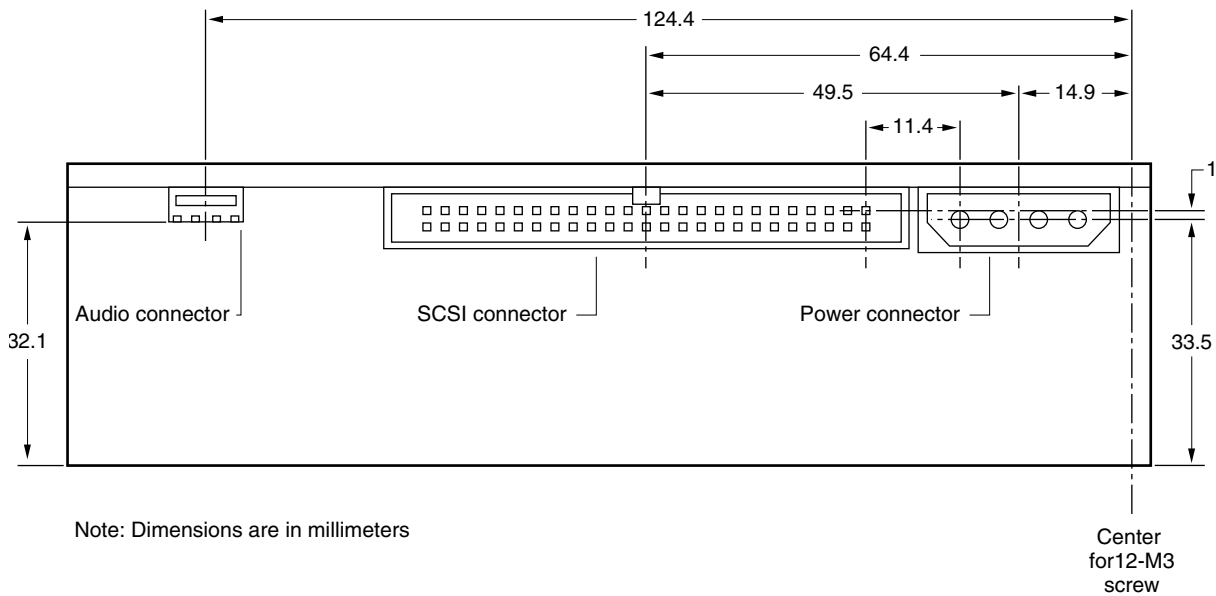 124.4
64.4
49.5
14.9
11.4
1
Audio connector
SCSI connector
Power connector
32.1
33.5
Note: Dimensions are in millimeters
Center
for12-M3
screw